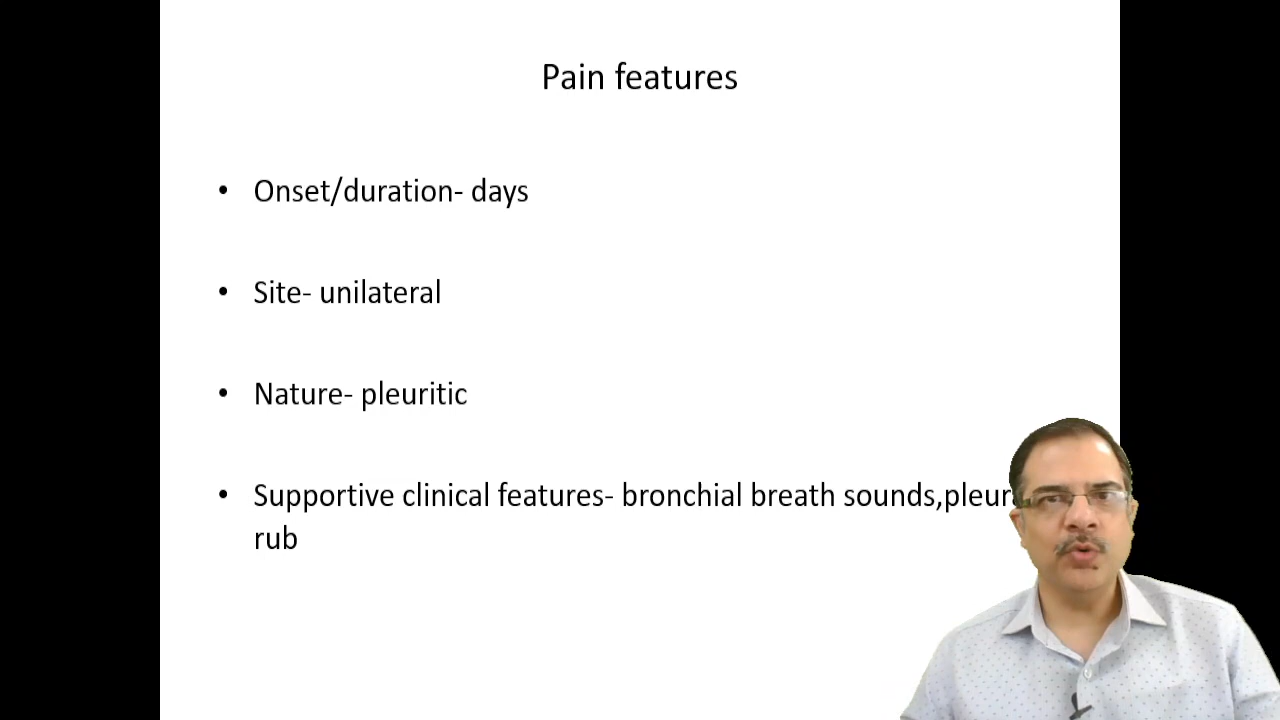 Pain features
• Onset/duration- days
• Site- unilateral
• Nature- pleuritic
• Supportive clinical features- bronchial breath sounds,
rub